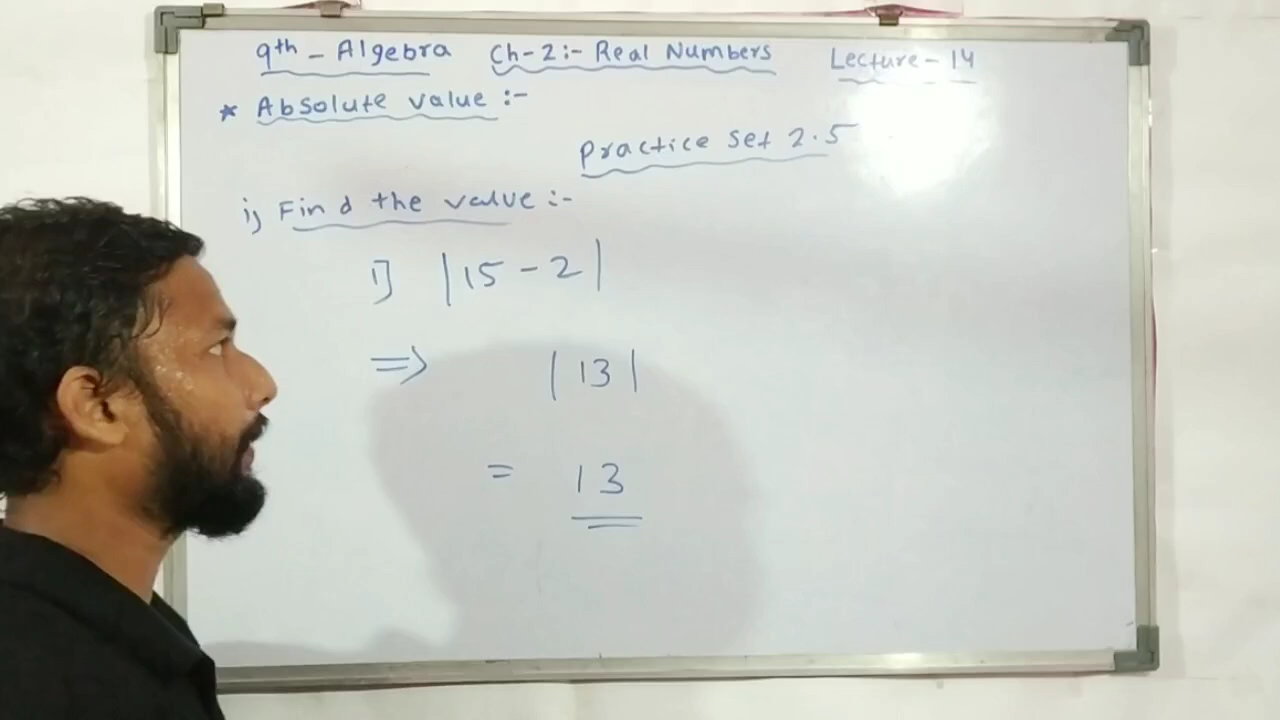 9th - Algebra Ch-2:- Real Numbers Lecture - 14
* Absolute value :-
Practice set 2.5
i) Find the value :-
1] |15 - 2|
=> |13|
= 13